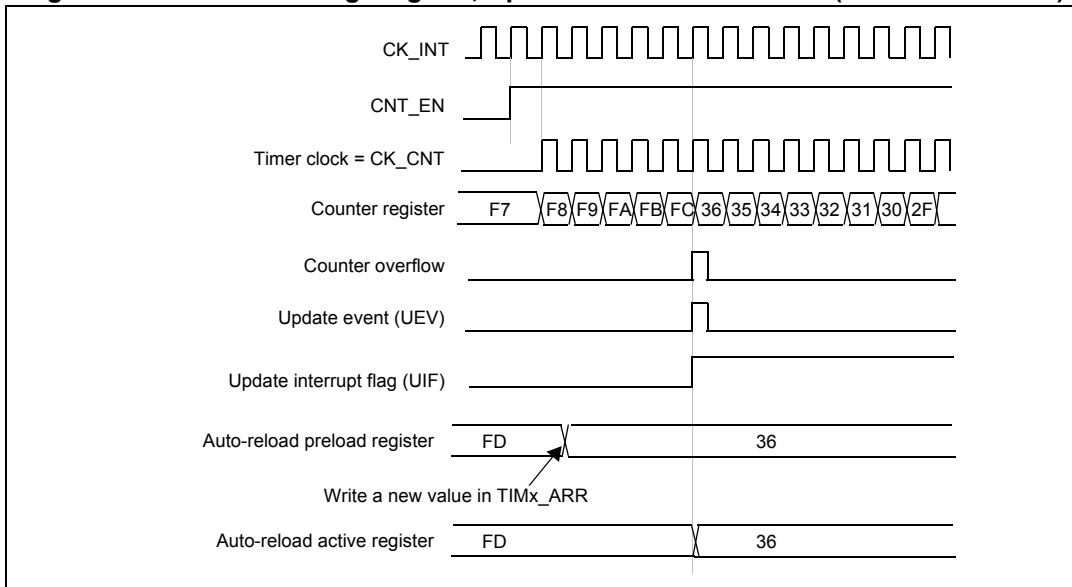 CK_INT
CNT_EN
Timer clock = CK_CNT
Counter register F7 F8 F9 FA FB FC 36 35 34 33 32 31 30 2F
Counter overflow
Update event (UEV)
Update interrupt flag (UIF)
Auto-reload preload register FD 36
Write a new value in TIMx_ARR
Auto-reload active register FD 36